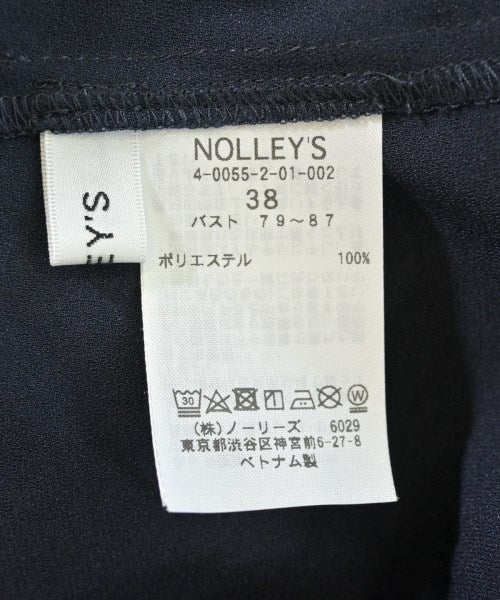 NOLLEY'S
4-0055-2-01-002
38
バスト 79～87
ポリエステル 100%
30
W
(株)ノーリーズ 6029
東京都渋谷区神宮前6-27-8
ベトナム製
EY'S